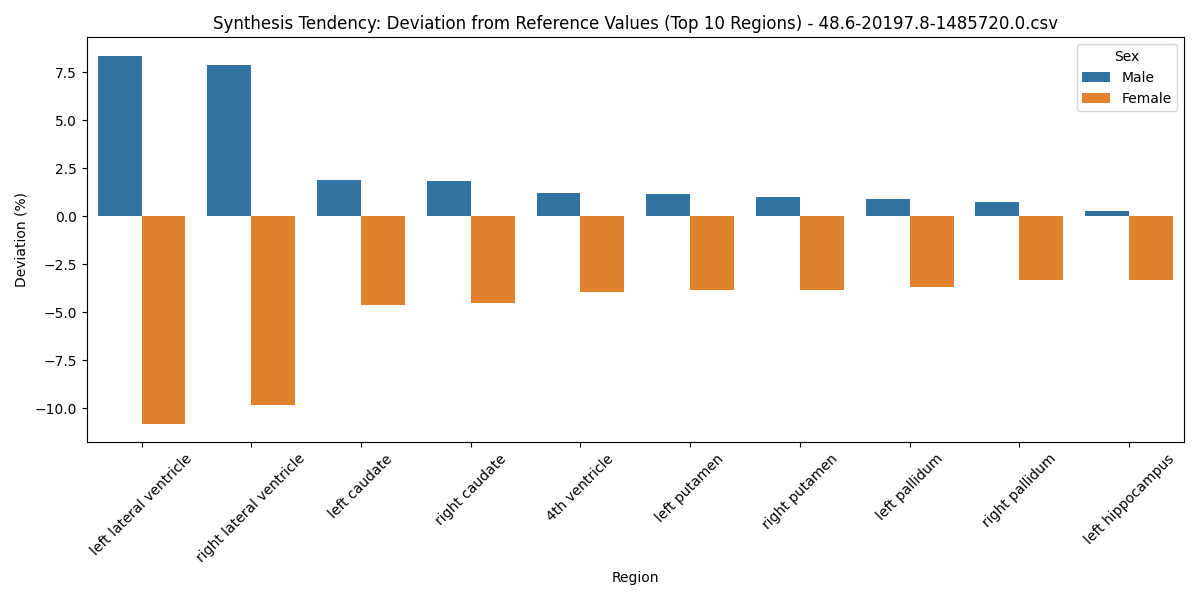 Synthesis Tendency: Deviation from Reference Values (Top 10 Regions) - 48.6-20197.8-1485720.0.csv
Sex
Male
Female
Deviation (%)
7.5
5.0
2.5
0.0
−2.5
−5.0
−7.5
−10.0
left lateral ventricle
right lateral ventricle
left caudate
right caudate
4th ventricle
left putamen
right putamen
left pallidum
right pallidum
left hippocampus
Region